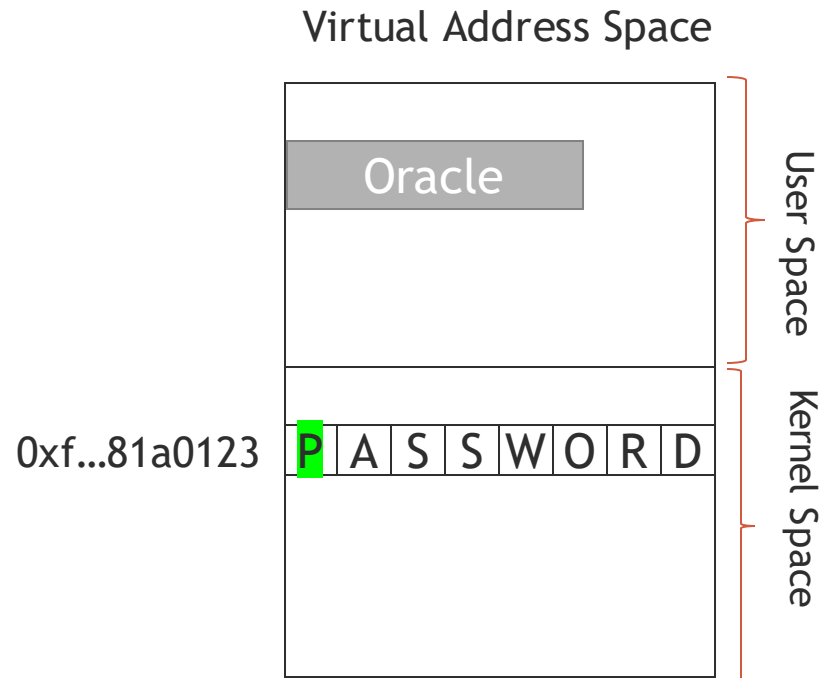 Virtual Address Space
Oracle
User Space
0xf...81a0123 P A S S W O R D
Kernel Space